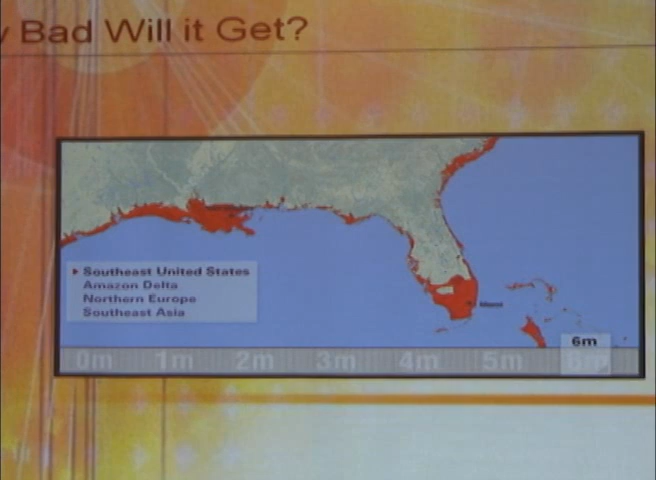 y Bad Will it Get?
Southeast United States
Amazon Delta
Northern Europe
Southeast Asia
Miami
6m
0m 1m 2m 3m 4m 5m 6m